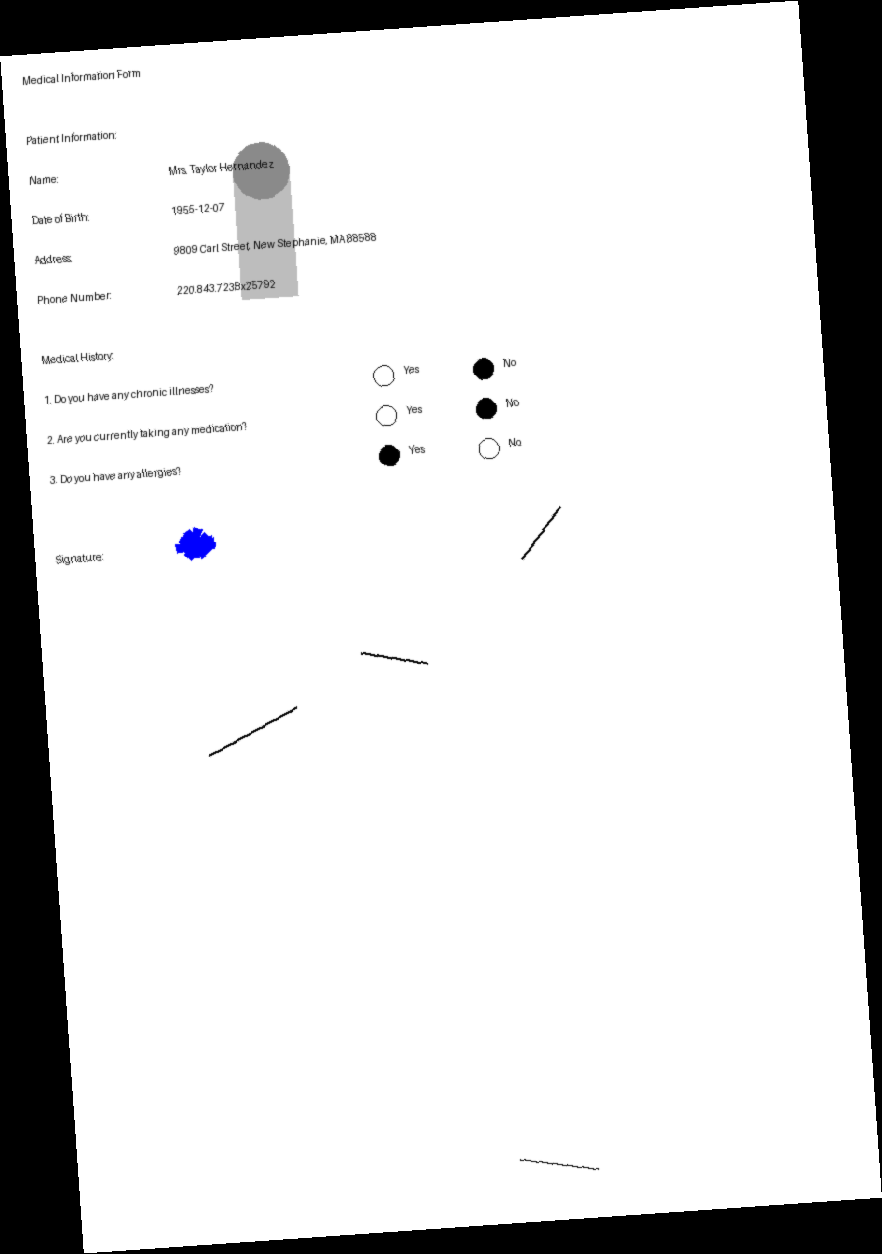 Medical Information Form
Patient Information:
Name: Mrs. Taylor Hernandez
Date of Birth: 1955-12-07
Address: 9809 Carl Street, New Stephanie, MA 88588
Phone Number: 220.843.7238x25792
Medical History:
1. Do you have any chronic illnesses? Yes No
2. Are you currently taking any medication? Yes No
3. Do you have any allergies? Yes No
Signature: